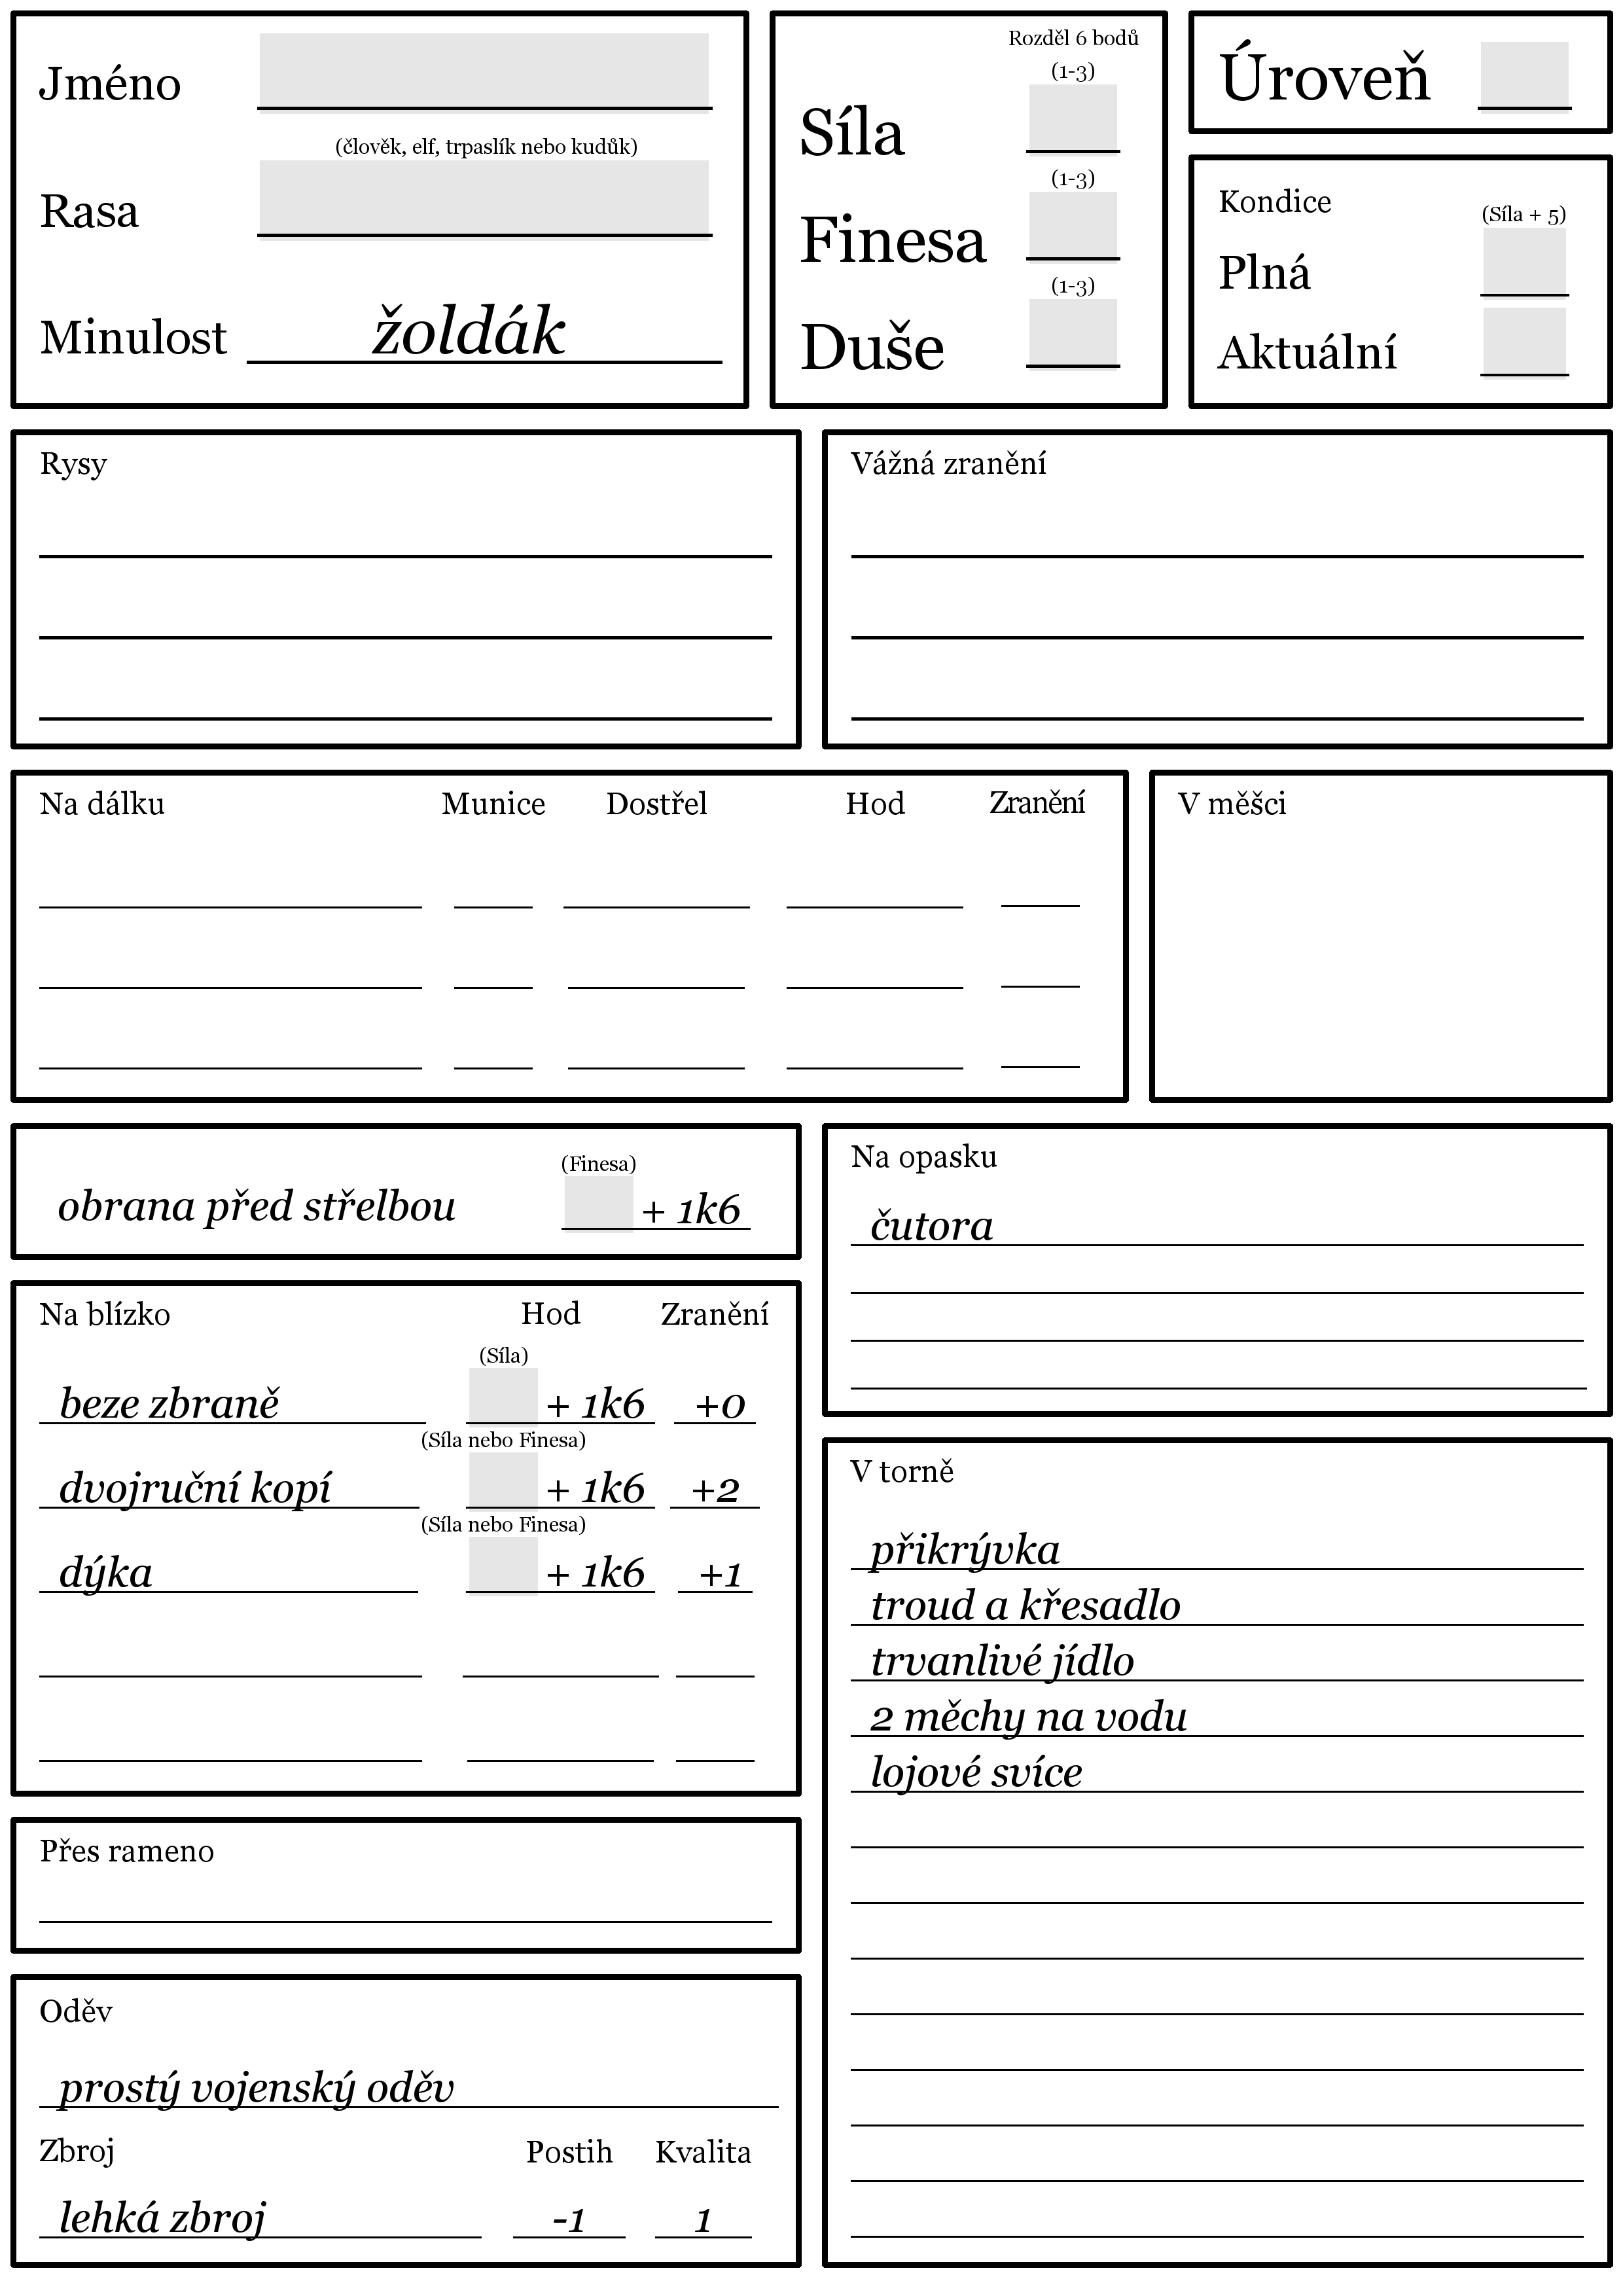 Jméno
(člověk, elf, trpaslík nebo kudůk)
Rasa
Minulost žoldák
Rozděl 6 bodů
(1-3)
Síla
(1-3)
Finesa
(1-3)
Duše
Úroveň
Kondice
(Síla + 5)
Plná
Aktuální
Rysy
Vážná zranění
Na dálku Munice Dostřel Hod Zranění
V měšci
(Finesa)
obrana před střelbou + 1k6
Na opasku
čutora
Na blízko Hod Zranění
(Síla)
beze zbraně + 1k6 +0
(Síla nebo Finesa)
dvojruční kopí + 1k6 +2
(Síla nebo Finesa)
dýka + 1k6 +1
V torně
přikrývka
troud a křesadlo
trvanlivé jídlo
2 měchy na vodu
lojové svíce
Přes rameno
Oděv
prostý vojenský oděv
Zbroj Postih Kvalita
lehká zbroj -1 1